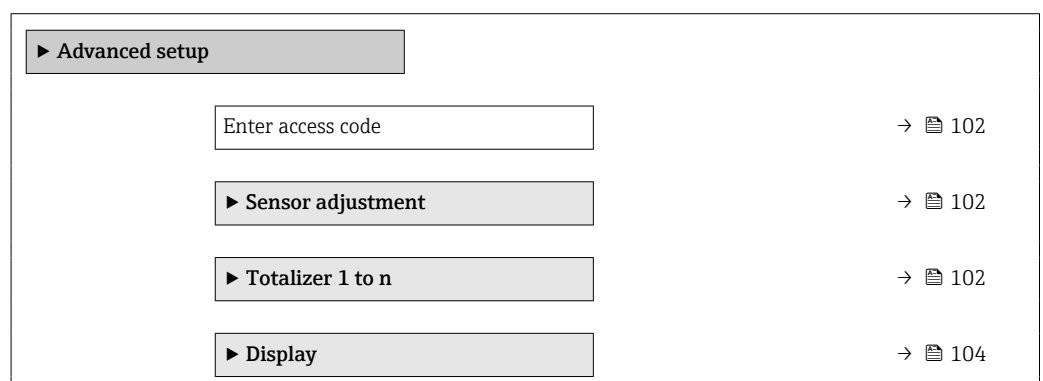 ▶ Advanced setup
Enter access code → 🖹 102
▶ Sensor adjustment → 🖹 102
▶ Totalizer 1 to n → 🖹 102
▶ Display → 🖹 104